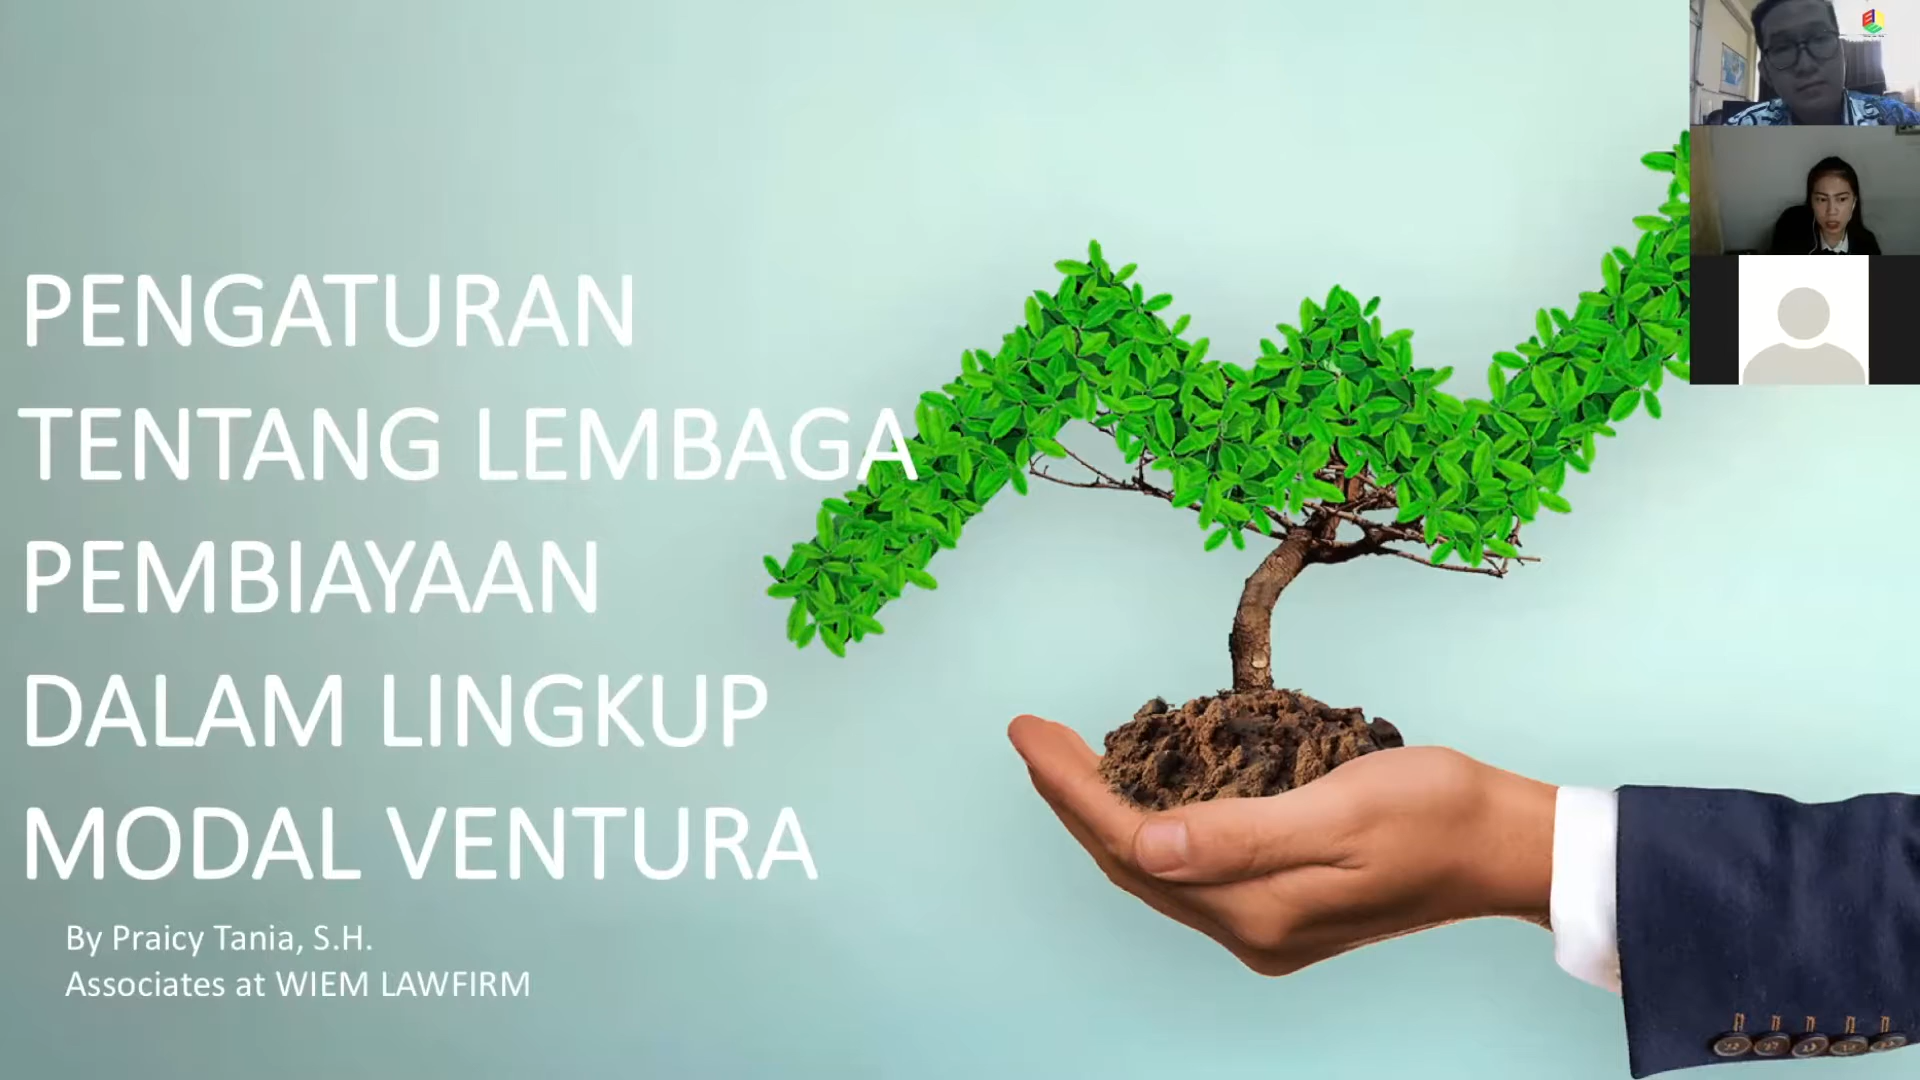 PENGATURAN
TENTANG LEMBAGA
PEMBIAYAAN
DALAM LINGKUP
MODAL VENTURA
By Praicy Tania, S.H.
Associates at WIEM LAWFIRM